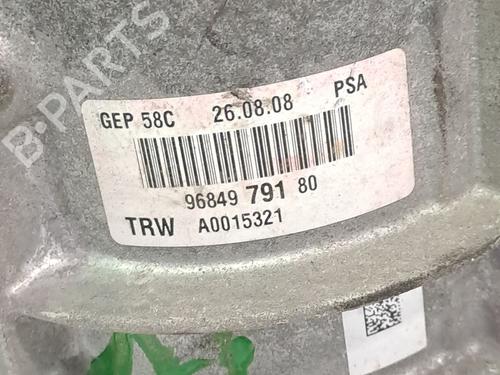 B-PARTS
GEP 58C 26.08.08 PSA
96849 791 80
TRW A0015321